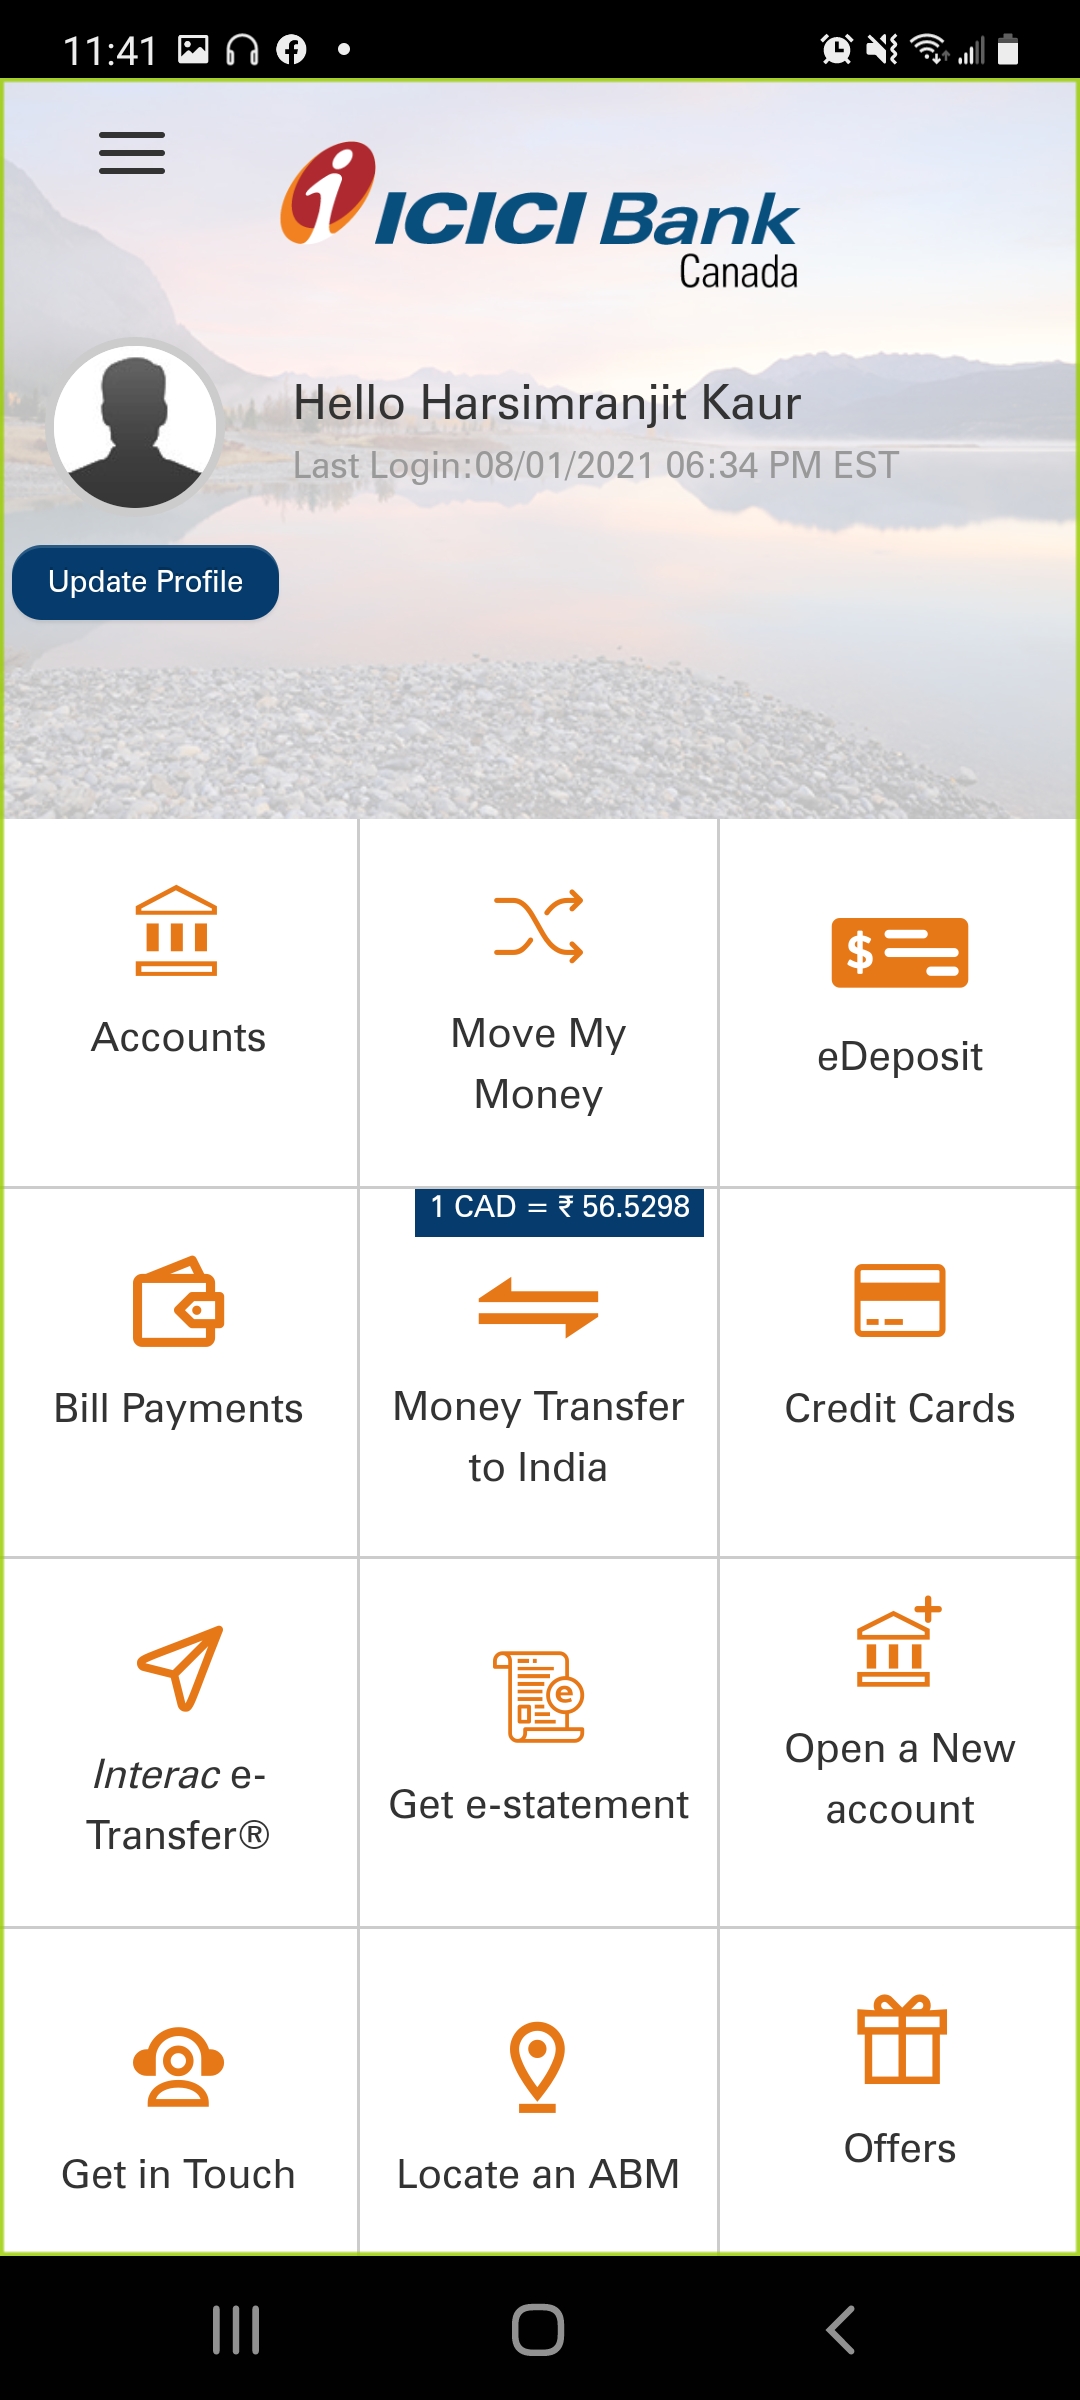 11:41
ICICI Bank
Canada
Hello Harsimranjit Kaur
Last Login:08/01/2021 06:34 PM EST
Update Profile
Accounts
Move My
Money
$
eDeposit
1 CAD = ₹ 56.5298
Bill Payments
Money Transfer
to India
Credit Cards
Interac e-
Transfer®
e
Get e-statement
Open a New
account
Get in Touch
Locate an ABM
Offers